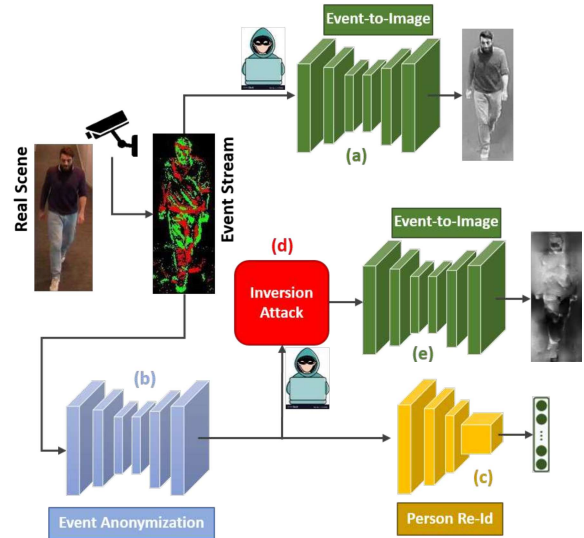 Event-to-Image
(a)
Real Scene
Event Stream
Event-to-Image
(d)
Inversion
Attack
(e)
(b)
(c)
...
Event Anonymization
Person Re-Id